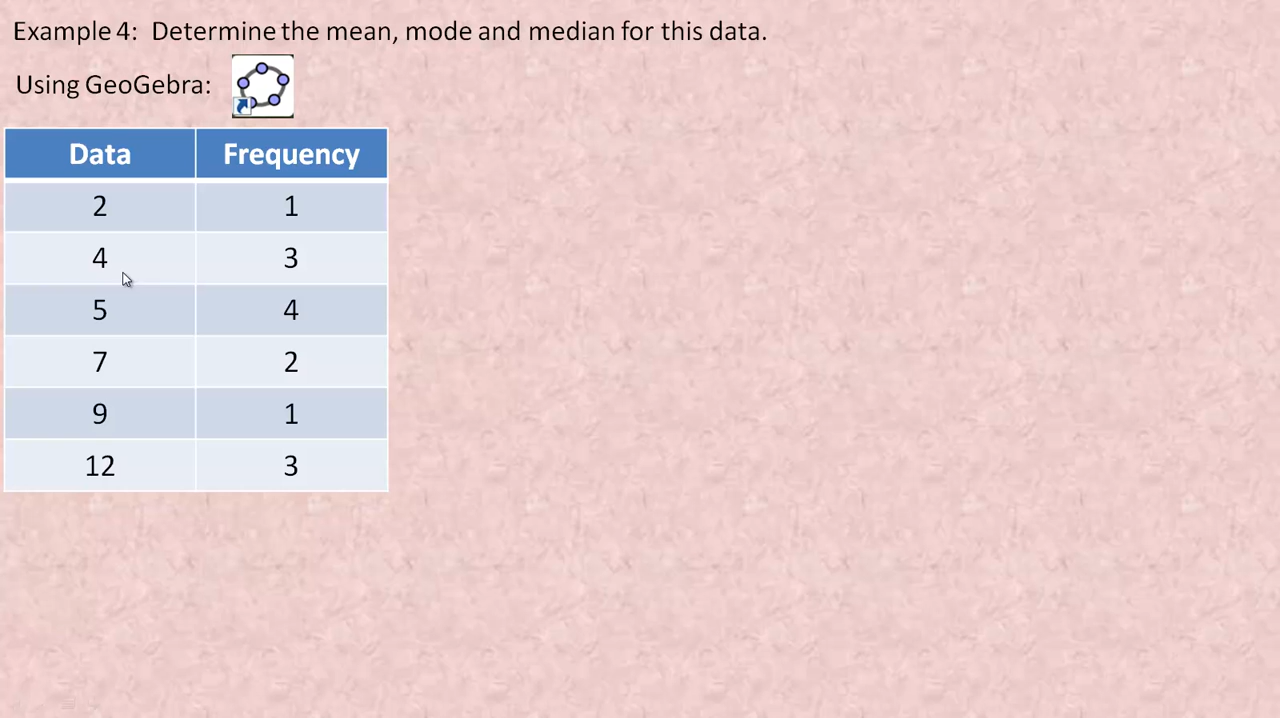 Example 4: Determine the mean, mode and median for this data.
Using GeoGebra:
Data Frequency
2 1
4 3
5 4
7 2
9 1
12 3